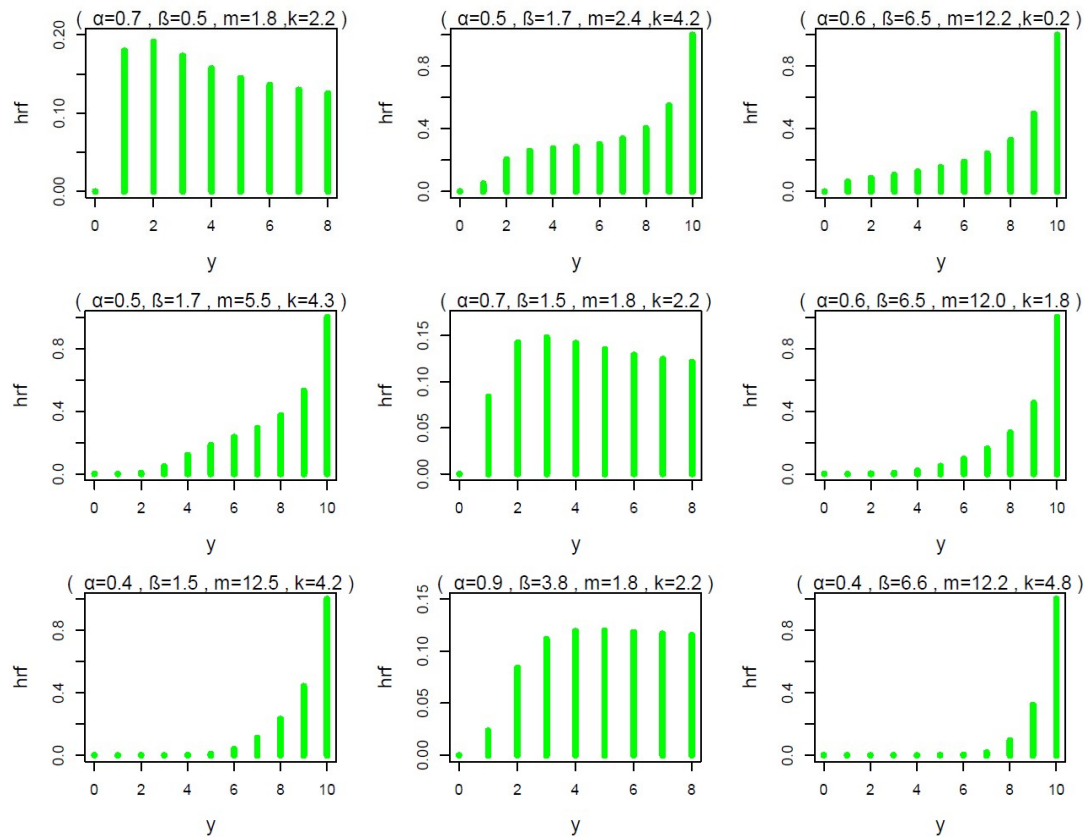 ( α=0.7 , ß=0.5 , m=1.8 , k=2.2 )
hrf
0.00 0.10 0.20
0 2 4 6 8
y
( α=0.5 , ß=1.7 , m=2.4 , k=4.2 )
hrf
0.0 0.4 0.8
0 2 4 6 8 10
y
( α=0.6 , ß=6.5 , m=12.2 ,k=0.2 )
hrf
0.0 0.4 0.8
0 2 4 6 8 10
y
( α=0.5, ß=1.7 , m=5.5 , k=4.3 )
hrf
0.0 0.4 0.8
0 2 4 6 8 10
y
( α=0.7, ß=1.5 , m=1.8 , k=2.2 )
hrf
0.00 0.05 0.10 0.15
0 2 4 6 8
y
( α=0.6 , ß=6.5 , m=12.0 , k=1.8 )
hrf
0.0 0.4 0.8
0 2 4 6 8 10
y
( α=0.4 , ß=1.5 , m=12.5 , k=4.2 )
hrf
0.0 0.4 0.8
0 2 4 6 8 10
y
( α=0.9 , ß=3.8 , m=1.8 , k=2.2 )
hrf
0.00 0.05 0.10 0.15
0 2 4 6 8
y
( α=0.4 , ß=6.6 , m=12.2 , k=4.8 )
hrf
0.0 0.4 0.8
0 2 4 6 8 10
y